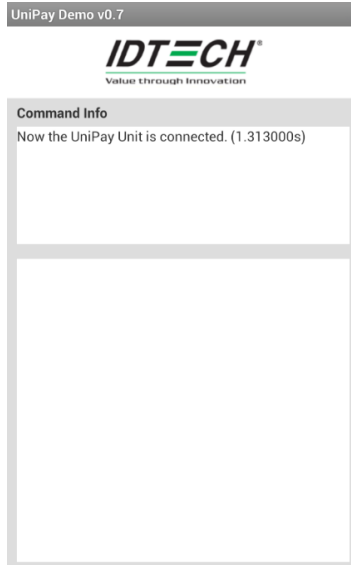 UniPay Demo v0.7
IDTECH®
Value through Innovation
Command Info
Now the UniPay Unit is connected. (1.313000s)